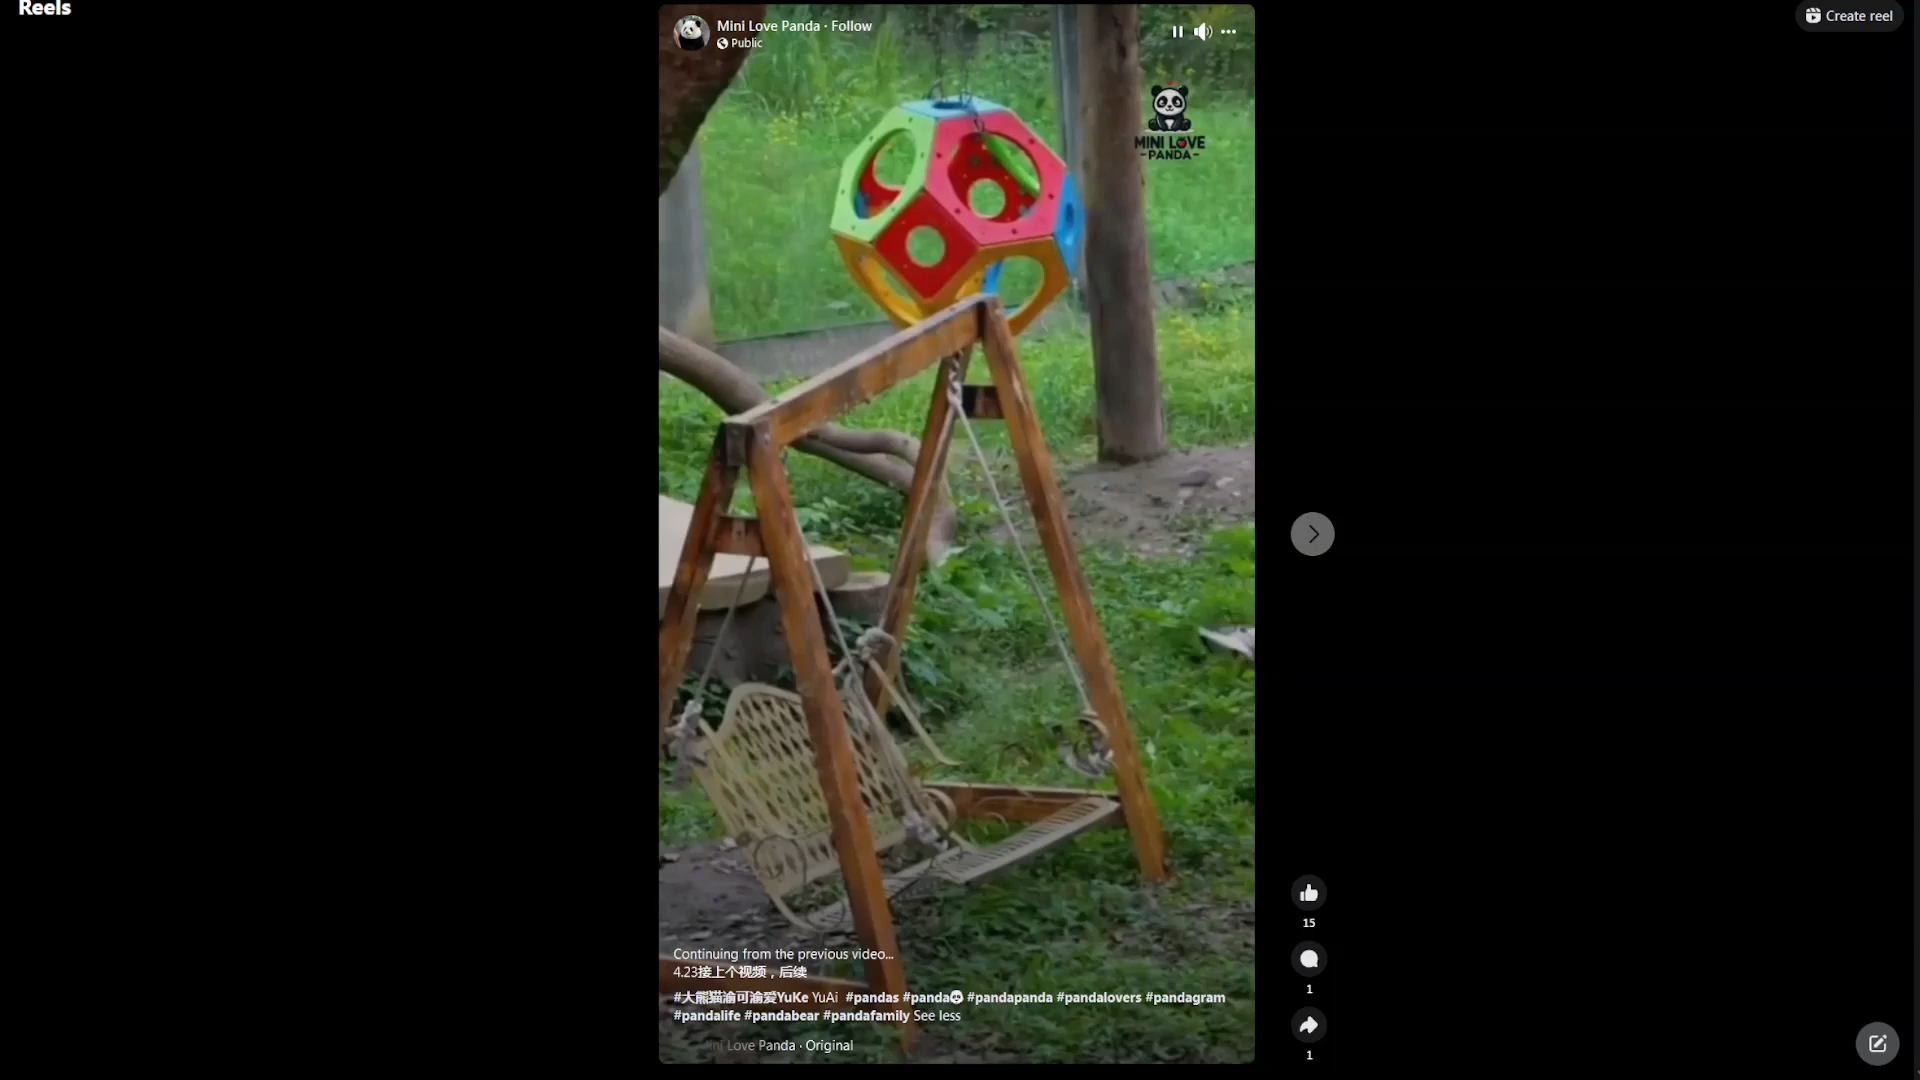 Reels
Create reel
Mini Love Panda · Follow
Public
MINI LOVE
-PANDA-
15
1
1
Continuing from the previous video...
4.23接上个视频，后续
#大熊猫渝可渝爱YuKe YuAi #pandas #panda🐼 #pandapanda #pandalovers #pandagram
#pandalife #pandabear #pandafamily See less
ni Love Panda · Original